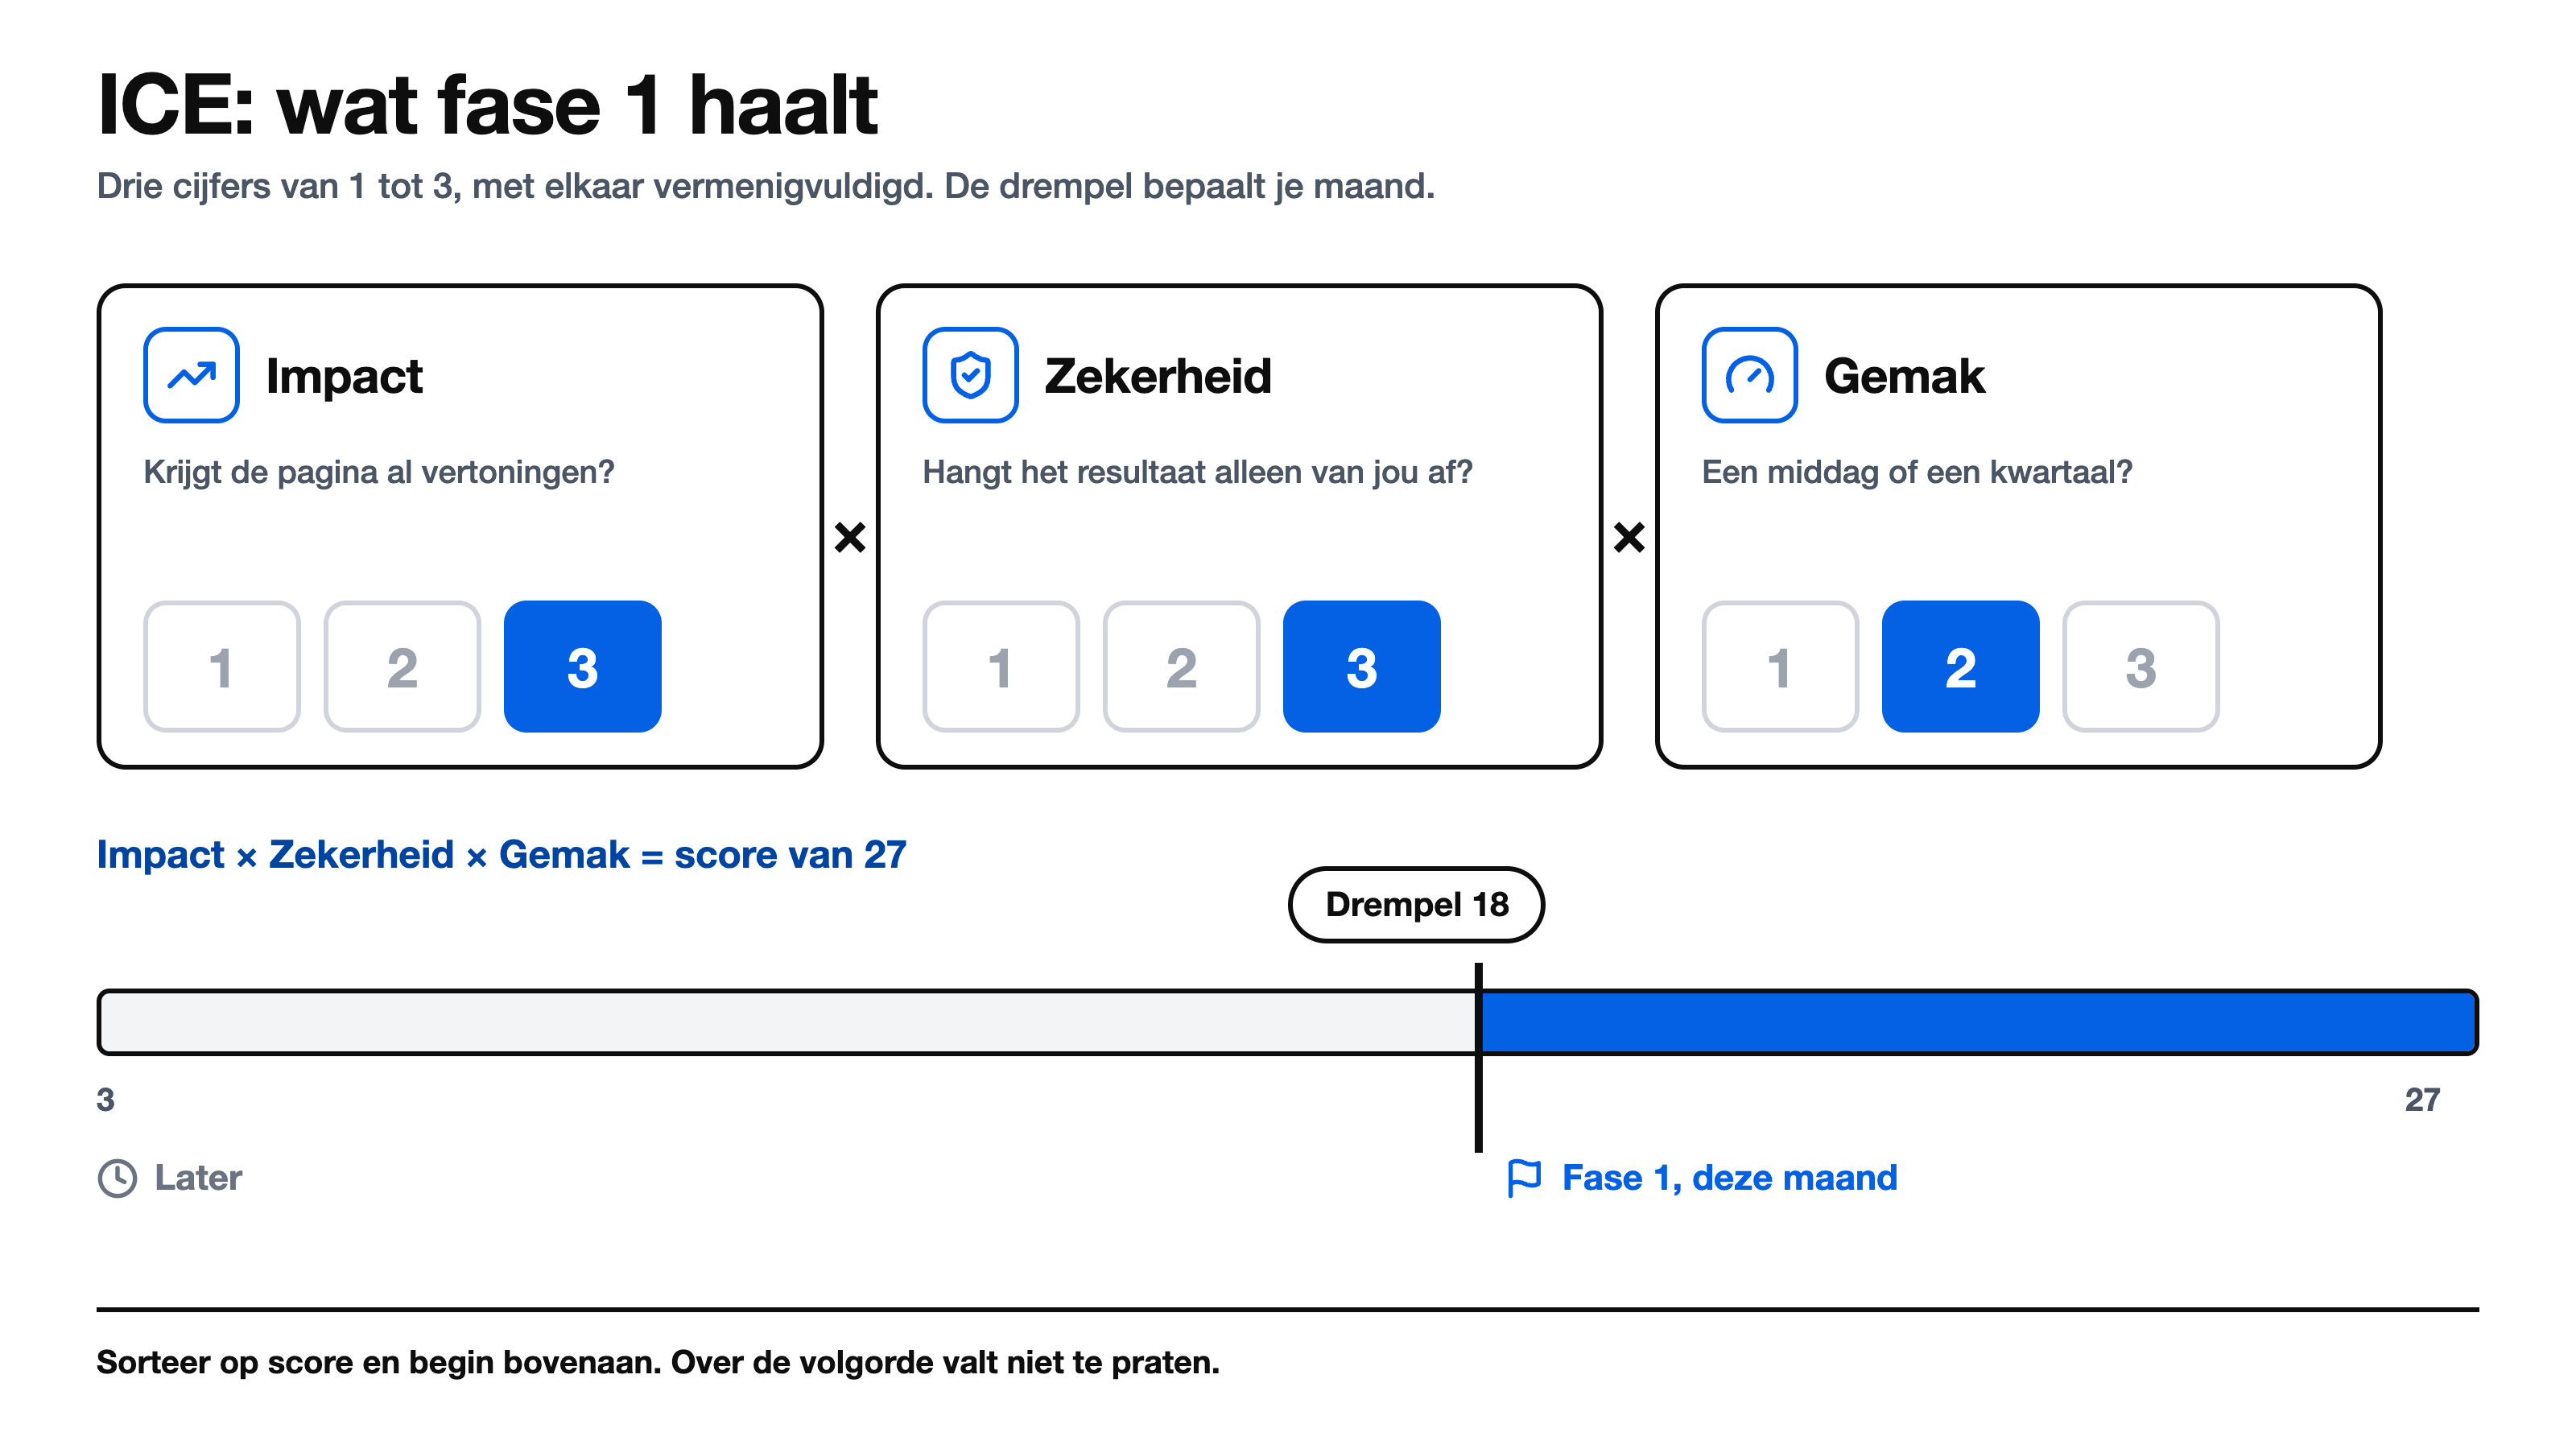 ICE: wat fase 1 haalt
Drie cijfers van 1 tot 3, met elkaar vermenigvuldigd. De drempel bepaalt je maand.
Impact
Krijgt de pagina al vertoningen?
1 2 3
×
Zekerheid
Hangt het resultaat alleen van jou af?
1 2 3
×
Gemak
Een middag of een kwartaal?
1 2 3
Impact × Zekerheid × Gemak = score van 27
Drempel 18
3
27
Later
Fase 1, deze maand
Sorteer op score en begin bovenaan. Over de volgorde valt niet te praten.